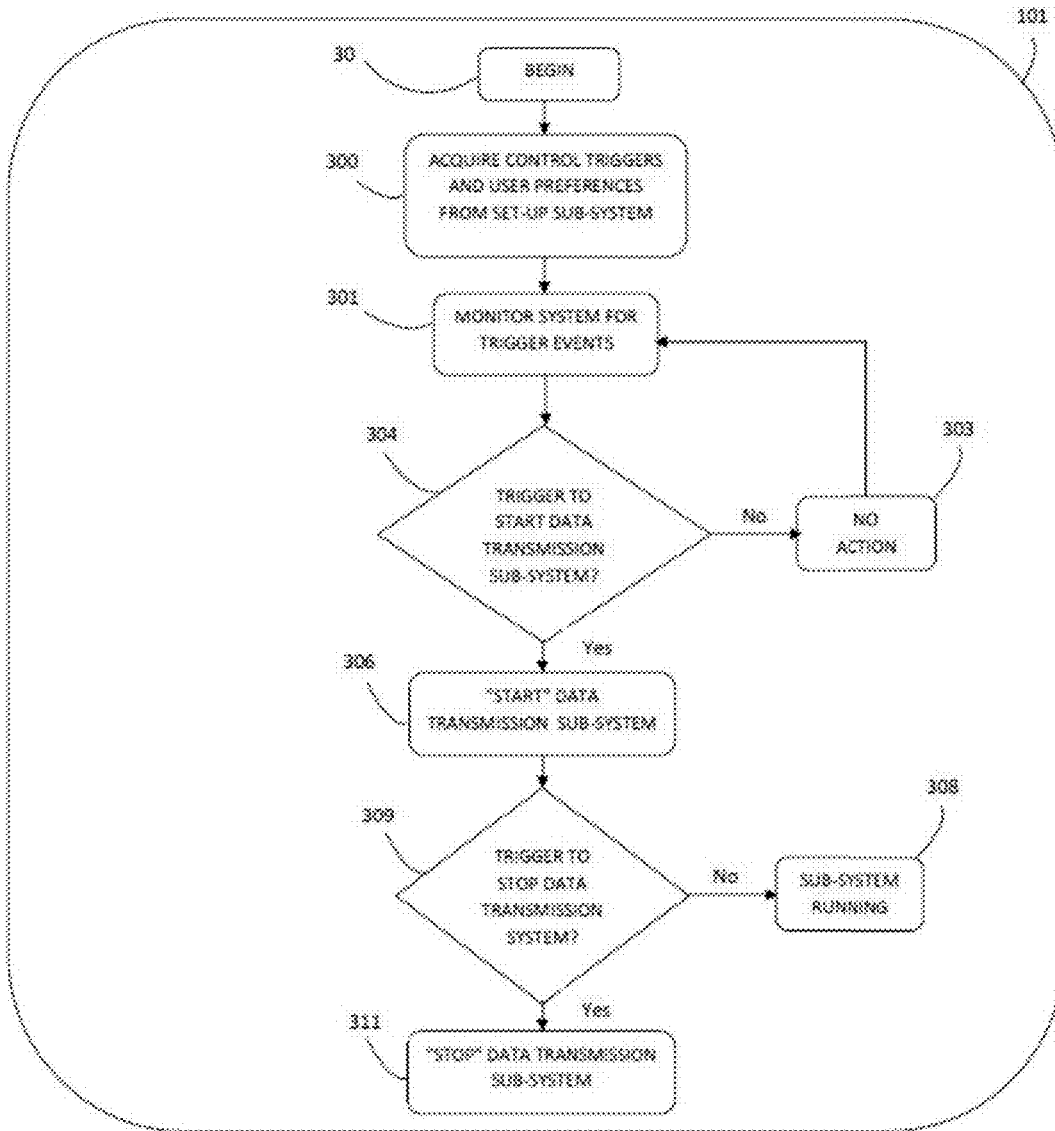 101
30
BEGIN
300
ACQUIRE CONTROL TRIGGERS
AND USER PREFERENCES
FROM SET-UP SUB-SYSTEM
301
MONITOR SYSTEM FOR
TRIGGER EVENTS
304
TRIGGER TO
START DATA
TRANSMISSION
SUB-SYSTEM?
No
303
NO
ACTION
Yes
306
"START" DATA
TRANSMISSION SUB-SYSTEM
309
TRIGGER TO
STOP DATA
TRANSMISSION
SYSTEM?
No
308
SUB-SYSTEM
RUNNING
Yes
311
"STOP" DATA TRANSMISSION
SUB-SYSTEM